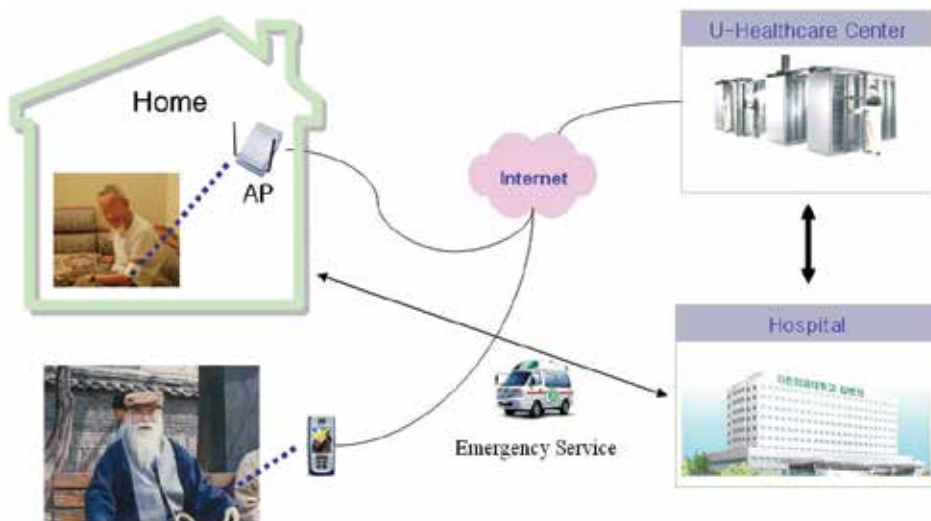 U-Healthcare Center
Home
AP
Internet
Hospital
Emergency Service